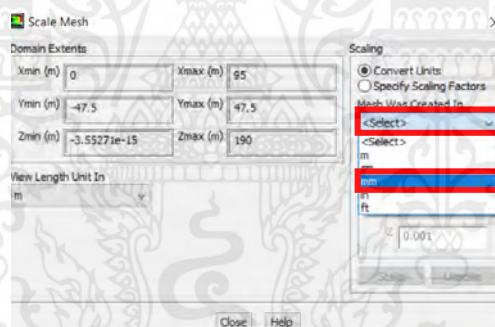 Scale Mesh
Domain Extents
Xmin (m) 0 Xmax (m) 95
Ymin (m) -47.5 Ymax (m) 47.5
Zmin (m) -3.55271e-15 Zmax (m) 190
View Length Unit In
m
Scaling
Convert Units
Specify Scaling Factors
Mesh Was Created In
<Select>
<Select>
m
mm
in
ft
Z 0.001
Scale Unscale
Close Help